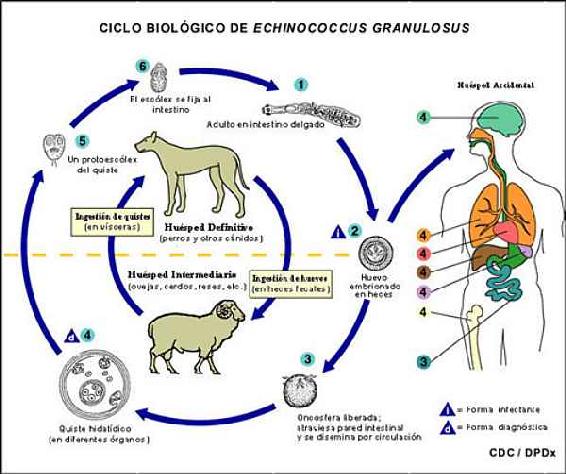 CICLO BIOLÓGICO DE ECHINOCOCCUS GRANULOSUS
6
El escólex se fija al
intestino
1
Adulto en intestino delgado
Huésped Accidental
4
5
Un protoescólex
del quiste
Ingestión de quistes
(en vísceras)
Huésped Definitivo
(perros y otros cánidos)
i 2
Huevo
embrionado
en heces
Huésped Intermediario
(ovejas, cerdos, reses, etc.)
Ingestión de huevos
(en heces fecales)
4
4
4
4
4
3
d 4
Quiste hidatídico
(en diferentes órganos)
3
Oncosfera liberada;
atraviesa pared intestinal
y se disemina por circulación
i = Forma infectante
d = Forma diagnóstica
CDC / DPDx